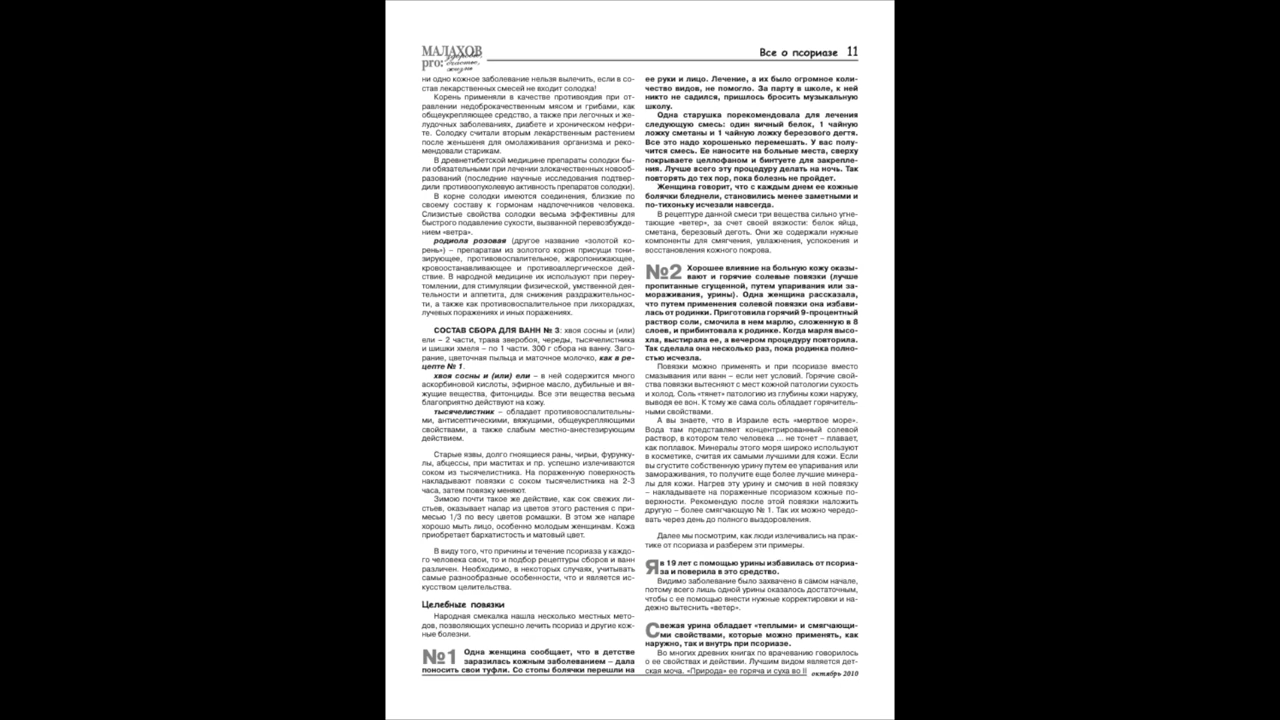 МАЛАХОВ
pro: здоровье, действие, жизнь
Все о псориазе 11
ни одно кожное заболевание нельзя вылечить, если в со-
став лекарственных смесей не входит солодка!
Корень применяли в качестве противоядия при от-
равлении недоброкачественным мясом и грибами, как
общеукрепляющее средство, а также при легочных и же-
лудочных заболеваниях, диабете и хроническом нефри-
те. Солодку считали вторым лекарственным растением
после женьшеня для омолаживания организма и реко-
мендовали старикам.
В древнетибетской медицине препараты солодки бы-
ли обязательными при лечении злокачественных новооб-
разований (последние научные исследования подтвер-
дили противоопухолевую активность препаратов солодки).
В корне солодки имеются соединения, близкие по
своему составу к гормонам надпочечников человека.
Слизистые свойства солодки весьма эффективны для
быстрого подавление сухости, вызванной перевозбужде-
нием «ветра».
родиола розовая (другое название «золотой ко-
рень») – препаратам из золотого корня присущи тони-
зирующее, противовоспалительное, жаропонижающее,
кровоостанавливающее и противоаллергическое дей-
ствие. В народной медицине их используют при переу-
томлении, для стимуляции физической, умственной дея-
тельности и аппетита, для снижения раздражительнос-
ти, а также как противовоспалительное при лихорадках,
лучевых поражениях и иных поражениях.
СОСТАВ СБОРА ДЛЯ ВАНН № 3: хвоя сосны и (или)
ели – 2 части, трава зверобоя, череды, тысячелистника
и шишки хмеля – по 1 части. 300 г сбора на ванну. Заго-
рание, цветочная пыльца и маточное молочко, как в ре-
цепте № 1.
хвоя сосны и (или) ели – в ней содержится много
аскорбиновой кислоты, эфирное масло, дубильные и вя-
жущие вещества, фитонциды. Все эти вещества весьма
благоприятно действуют на кожу.
тысячелистник – обладает противовоспалительны-
ми, антисептическими, вяжущими, общеукрепляющими
свойствами, а также слабым местно-анестезирующим
действием.
Старые язвы, долго гноящиеся раны, чирьи, фурунку-
лы, абцессы, при маститах и пр. успешно излечиваются
соком из тысячелистника. На пораженную поверхность
накладывают повязки с соком тысячелистника на 2-3
часа, затем повязку меняют.
Зимою почти такое же действие, как сок свежих ли-
стьев, оказывает напар из цветов этого растения с при-
месью 1/3 по весу цветов ромашки. В этом же напаре
хорошо мыть лицо, особенно молодым женщинам. Кожа
приобретает бархатистость и матовый цвет.
В виду того, что причины и течение псориаза у каждо-
го человека свои, то и подбор рецептуры сборов и ванн
различен. Необходимо, в некоторых случаях, учитывать
самые разнообразные особенности, что и является ис-
кусством целительства.
Целебные повязки
Народная смекалка нашла несколько местных мето-
дов, позволяющих успешно лечить псориаз и другие кож-
ные болезни.
№1 Одна женщина сообщает, что в детстве
заразилась кожным заболеванием – дала
поносить свои туфли. Со стопы болячки перешли на
ее руки и лицо. Лечение, а их было огромное коли-
чество видов, не помогло. За парту в школе, к ней
никто не садился, пришлось бросить музыкальную
школу.
Одна старушка порекомендовала для лечения
следующую смесь: один яичный белок, 1 чайную
ложку сметаны и 1 чайную ложку березового дегтя.
Все это надо хорошенько перемешать. У вас полу-
чится смесь. Ее наносите на больные места, сверху
покрываете целлофаном и бинтуете для закрепле-
ния. Лучше всего эту процедуру делать на ночь. Так
повторять до тех пор, пока болезнь не пройдет.
Женщина говорит, что с каждым днем ее кожные
болячки бледнели, становились менее заметными и
по-тихоньку исчезали навсегда.
В рецептуре данной смеси три вещества сильно угне-
тающие «ветер», за счет своей вязкости: белок яйца,
сметана, березовый деготь. Они же содержали нужные
компоненты для смягчения, увлажнения, успокоения и
восстановления кожного покрова.
№2 Хорошее влияние на больную кожу оказы-
вают и горячие солевые повязки (лучше
пропитанные сгущенной, путем упаривания или за-
мораживания, урины). Одна женщина рассказала,
что путем применения солевой повязки она избави-
лась от родинки. Приготовила горячий 9-процентный
раствор соли, смочила в нем марлю, сложенную в 8
слоев, и прибинтовала к родинке. Когда марля высо-
хла, выстирала ее, а вечером процедуру повторила.
Так сделала она несколько раз, пока родинка полно-
стью исчезла.
Повязки можно применять и при псориазе вместо
смазывания или ванн – если нет условий. Горячие свой-
ства повязки вытесняют с мест кожной патологии сухость
и холод. Соль «тянет» патологию из глубины кожи наружу,
выводя ее вон. К тому же сама соль обладает горячитель-
ными свойствами.
А вы знаете, что в Израиле есть «мертвое море».
Вода там представляет концентрированный солевой
раствор, в котором тело человека ... не тонет – плавает,
как поплавок. Минералы этого моря широко используют
в косметике, считая их самыми лучшими для кожи. Если
вы сгустите собственную урину путем ее упаривания или
замораживания, то получите еще более лучшие минера-
лы для кожи. Нагрев эту урину и смочив в ней повязку
– накладываете на пораженные псориазом кожные по-
верхности. Рекомендую после этой повязки наложить
другую – более смягчающую № 1. Так их можно чередо-
вать через день до полного выздоровления.
Далее мы посмотрим, как люди излечивались на прак-
тике от псориаза и разберем эти примеры.
Я в 19 лет с помощью урины избавилась от псориа-
за и поверила в это средство.
Видимо заболевание было захвачено в самом начале,
потому всего лишь одной урины оказалось достаточным,
чтобы с ее помощью внести нужные корректировки и на-
дежно вытеснить «ветер».
Свежая урина обладает «теплыми» и смягчающи-
ми свойствами, которые можно применять, как
наружно, так и внутрь при псориазе.
Во многих древних книгах по врачеванию говорилось
о ее свойствах и действии. Лучшим видом является дет-
ская моча. «Природа» ее горяча и суха во II
октябрь 2010